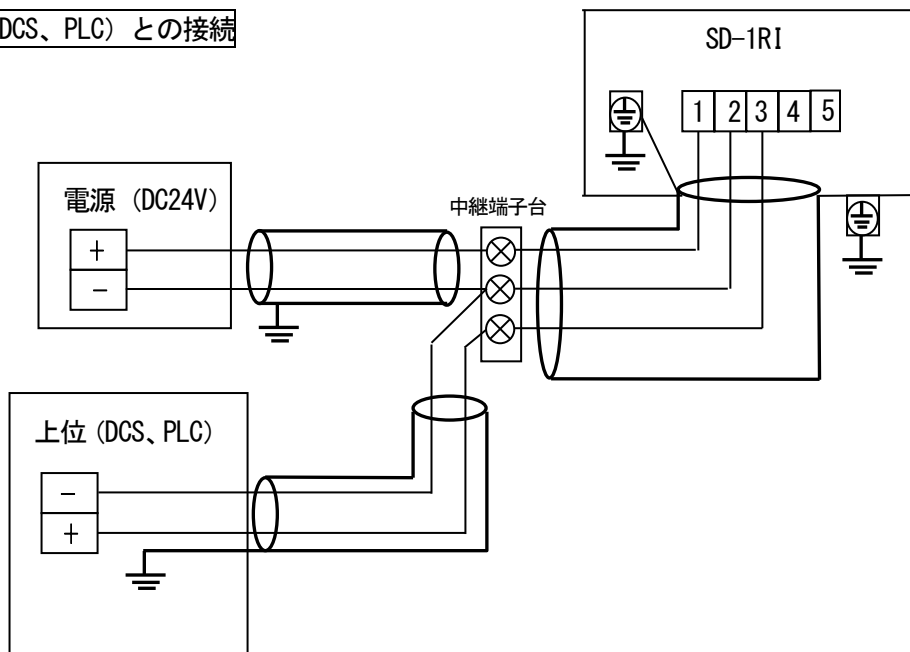 DCS、PLC) との接続
SD-1RI
1 2 3 4 5
電源 (DC24V)
+
-
中継端子台
上位 (DCS、PLC)
-
+